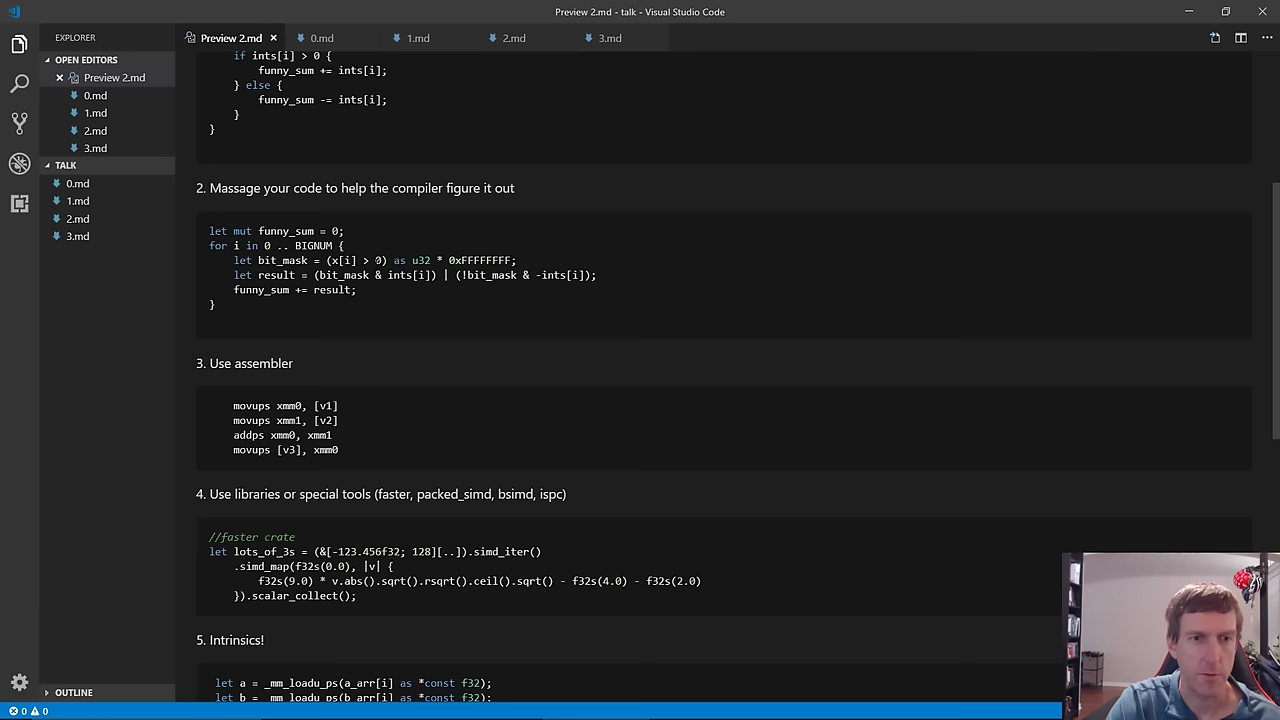 Preview 2.md - talk - Visual Studio Code
EXPLORER
OPEN EDITORS
Preview 2.md
0.md
1.md
2.md
3.md
TALK
0.md
1.md
2.md
3.md
OUTLINE
0 0
Preview 2.md
0.md
1.md
2.md
3.md
if ints[i] > 0 {
funny_sum += ints[i];
} else {
funny_sum -= ints[i];
}
}
2. Massage your code to help the compiler figure it out
let mut funny_sum = 0;
for i in 0 .. BIGNUM {
let bit_mask = (x[i] > 0) as u32 * 0xFFFFFFFF;
let result = (bit_mask & ints[i]) | (!bit_mask & -ints[i]);
funny_sum += result;
}
3. Use assembler
movups xmm0, [v1]
movups xmm1, [v2]
addps xmm0, xmm1
movups [v3], xmm0
4. Use libraries or special tools (faster, packed_simd, bsimd, ispc)
//faster crate
let lots_of_3s = (&[-123.456f32; 128][..]).simd_iter()
.simd_map(f32s(0.0), |v| {
f32s(9.0) * v.abs().sqrt().rsqrt().ceil().sqrt() - f32s(4.0) - f32s(2.0)
}).scalar_collect();
5. Intrinsics!
let a = _mm_loadu_ps(a_arr[i] as *const f32);
let b = _mm_loadu_ps(b_arr[i] as *const f32);